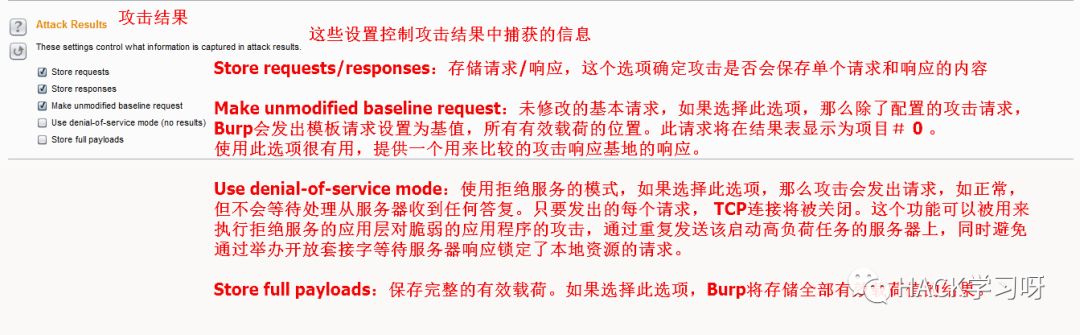 Attack Results 攻击结果
These settings control what information is captured in attack results.
这些设置控制攻击结果中捕获的信息
Store requests
Store responses
Make unmodified baseline request
Use denial-of-service mode (no results)
Store full payloads
Store requests/responses：存储请求/响应，这个选项确定攻击是否会保存单个请求和响应的内容
Make unmodified baseline request：未修改的基本请求，如果选择此选项，那么除了配置的攻击请求，
Burp会发出模板请求设置为基值，所有有效载荷的位置。此请求将在结果表显示为项目＃ 0 。
使用此选项很有用，提供一个用来比较的攻击响应基地的响应。
Use denial-of-service mode：使用拒绝服务的模式，如果选择此选项，那么攻击会发出请求，如正常，
但不会等待处理从服务器收到任何答复。只要发出的每个请求， TCP连接将被关闭。这个功能可以被用来
执行拒绝服务的应用层对脆弱的应用程序的攻击，通过重复发送该启动高负荷任务的服务器上，同时避免
通过举办开放套接字等待服务器响应锁定了本地资源的请求。
Store full payloads：保存完整的有效载荷。如果选择此选项，Burp将存储全部有
HACK学习呀